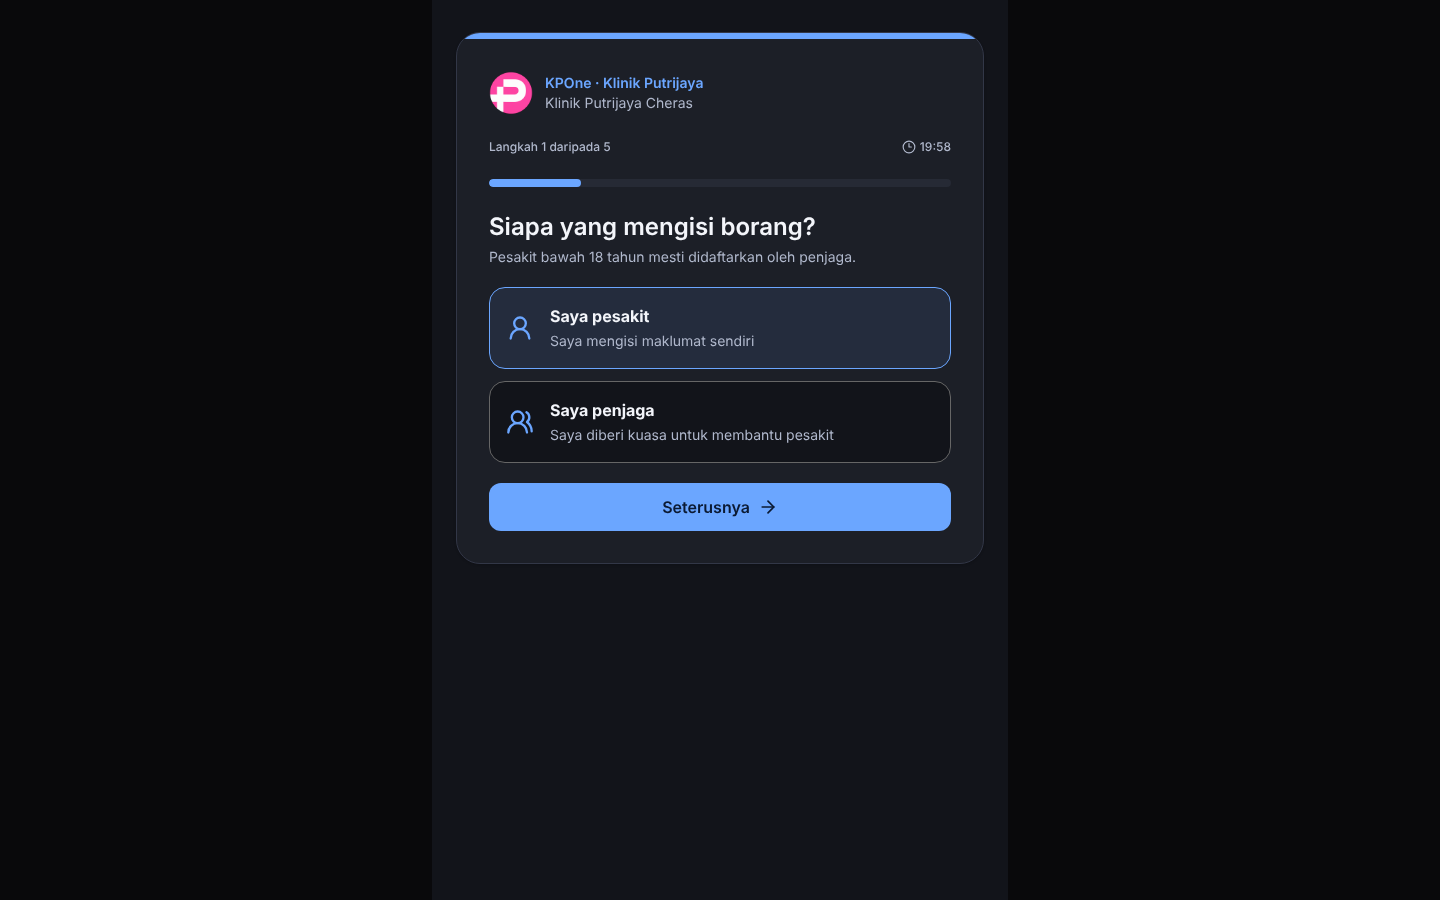 KPOne · Klinik Putrijaya
Klinik Putrijaya Cheras
Langkah 1 daripada 5
19:58
Siapa yang mengisi borang?
Pesakit bawah 18 tahun mesti didaftarkan oleh penjaga.
Saya pesakit
Saya mengisi maklumat sendiri
Saya penjaga
Saya diberi kuasa untuk membantu pesakit
Seterusnya